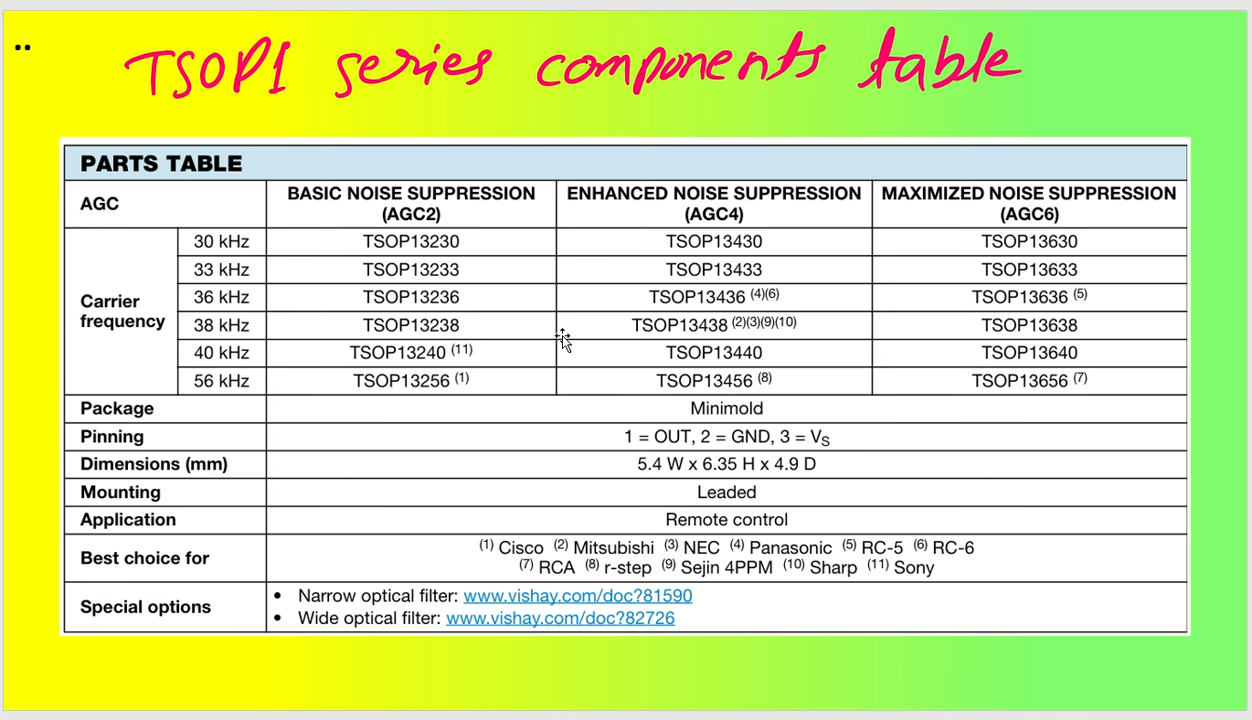 TSOP1 series components table
PARTS TABLE
AGC BASIC NOISE SUPPRESSION (AGC2) ENHANCED NOISE SUPPRESSION (AGC4) MAXIMIZED NOISE SUPPRESSION (AGC6)
Carrier frequency
30 kHz TSOP13230 TSOP13430 TSOP13630
33 kHz TSOP13233 TSOP13433 TSOP13633
36 kHz TSOP13236 TSOP13436 (4)(6) TSOP13636 (5)
38 kHz TSOP13238 TSOP13438 (2)(3)(9)(10) TSOP13638
40 kHz TSOP13240 (11) TSOP13440 TSOP13640
56 kHz TSOP13256 (1) TSOP13456 (8) TSOP13656 (7)
Package Minimold
Pinning 1 = OUT, 2 = GND, 3 = VS
Dimensions (mm) 5.4 W x 6.35 H x 4.9 D
Mounting Leaded
Application Remote control
Best choice for (1) Cisco (2) Mitsubishi (3) NEC (4) Panasonic (5) RC-5 (6) RC-6
(7) RCA (8) r-step (9) Sejin 4PPM (10) Sharp (11) Sony
Special options • Narrow optical filter: www.vishay.com/doc?81590
• Wide optical filter: www.vishay.com/doc?82726